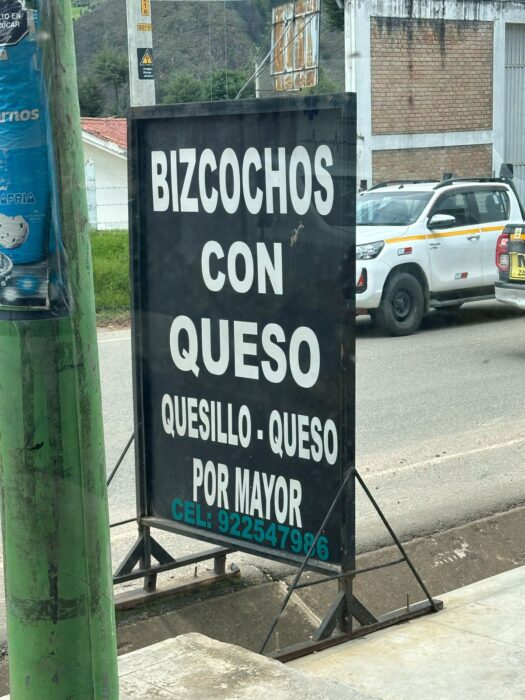 BIZCOCHOS
CON
QUESO
QUESILLO - QUESO
POR MAYOR
CEL: 922547986